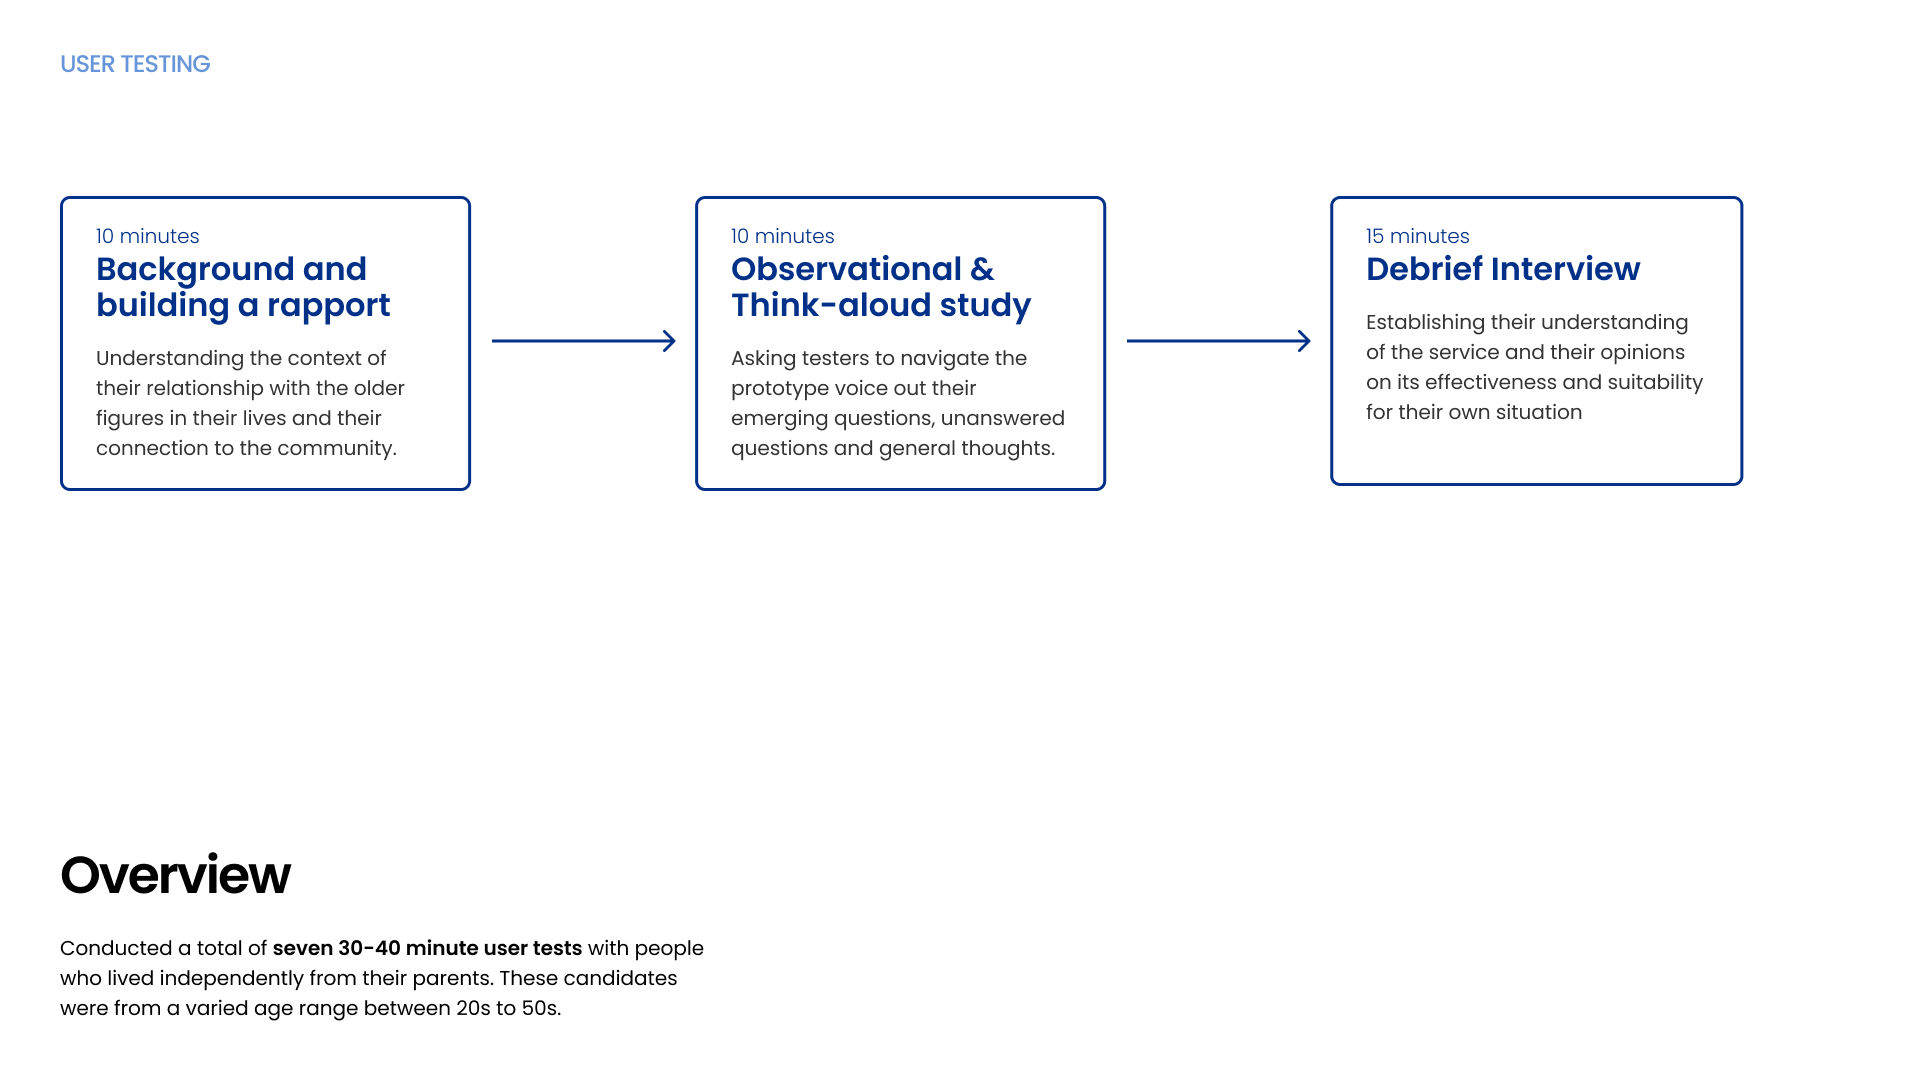 USER TESTING
10 minutes
Background and
building a rapport
Understanding the context of
their relationship with the older
figures in their lives and their
connection to the community.
10 minutes
Observational &
Think-aloud study
Asking testers to navigate the
prototype voice out their
emerging questions, unanswered
questions and general thoughts.
15 minutes
Debrief Interview
Establishing their understanding
of the service and their opinions
on its effectiveness and suitability
for their own situation
Overview
Conducted a total of seven 30-40 minute user tests with people
who lived independently from their parents. These candidates
were from a varied age range between 20s to 50s.